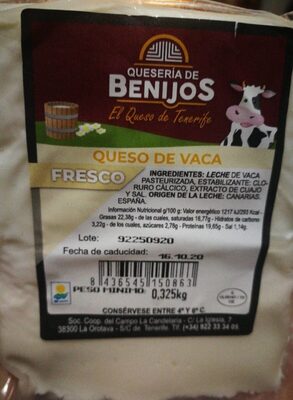 QUESERÍA DE
BENIJOS
El Queso de Tenerife
QUESO DE VACA
FRESCO
INGREDIENTES: LECHE DE VACA
PASTEURIZADA, ESTABILIZANTE: CLO-
RURO CÁLCICO, EXTRACTO DE CUAJO
Y SAL. ORIGEN DE LA LECHE: CANARIAS.
ESPAÑA.
Información Nutricional g/100 g: Valor energético 1217 kJ/293 Kcal -
Grasas 22,38g - de las cuales, saturadas 16,77g - Hidratos de carbono
3,22g - de los cuales, azúcares 2,78g - Proteínas 19,65g - Sal 1,14g.
Lote: 92250920
Fecha de caducidad: 16.10.20
8 436545 150863
PESO MINIMO: 0,325kg
CONSÉRVESE ENTRE 4º y 8º C.
Soc. Coop. del Campo La Candelaria - C/ La Iglesia, 7
38300 La Orotava - S/C de Tenerife. Tlf. (+34) 922 33 34 05